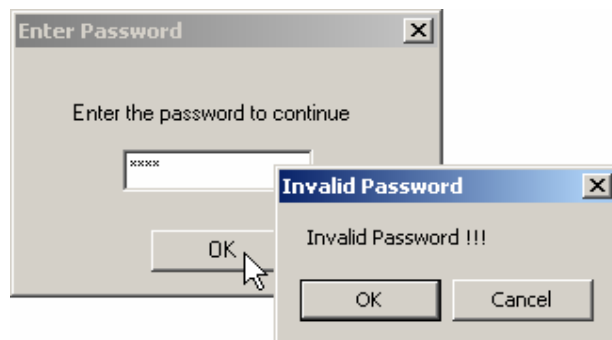 Enter Password
Enter the password to continue
××××
OK
Invalid Password
Invalid Password !!!
OK
Cancel